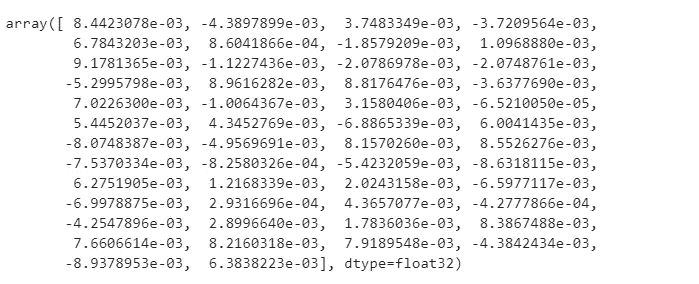 array([ 8.4423078e-03, -4.3897899e-03,  3.7483349e-03, -3.7209564e-03,
        6.7843203e-03,  8.6041866e-04, -1.8579209e-03,  1.0968880e-03,
        9.1781365e-03, -1.1227436e-03, -2.0786978e-03, -2.0748761e-03,
       -5.2995798e-03,  8.9616282e-03,  8.8176476e-03, -3.6377690e-03,
        7.0226300e-03, -1.0064367e-03,  3.1580406e-03, -6.5210050e-05,
        5.4452037e-03,  4.3452769e-03, -6.8865339e-03,  6.0041435e-03,
       -8.0748387e-03, -4.9569691e-03,  8.1570260e-03,  8.5526276e-03,
       -7.5370334e-03, -8.2580326e-04, -5.4232059e-03, -8.6318115e-03,
        6.2751905e-03,  1.2168339e-03,  2.0243158e-03, -6.5977117e-03,
       -6.9978875e-03,  2.9316696e-04,  4.3657077e-03, -4.2777866e-04,
       -4.2547896e-03,  2.8996640e-03,  1.7836036e-03,  8.3867488e-03,
        7.6606614e-03,  8.2160318e-03,  7.9189548e-03, -4.3842434e-03,
       -8.9378953e-03,  6.3838223e-03], dtype=float32)